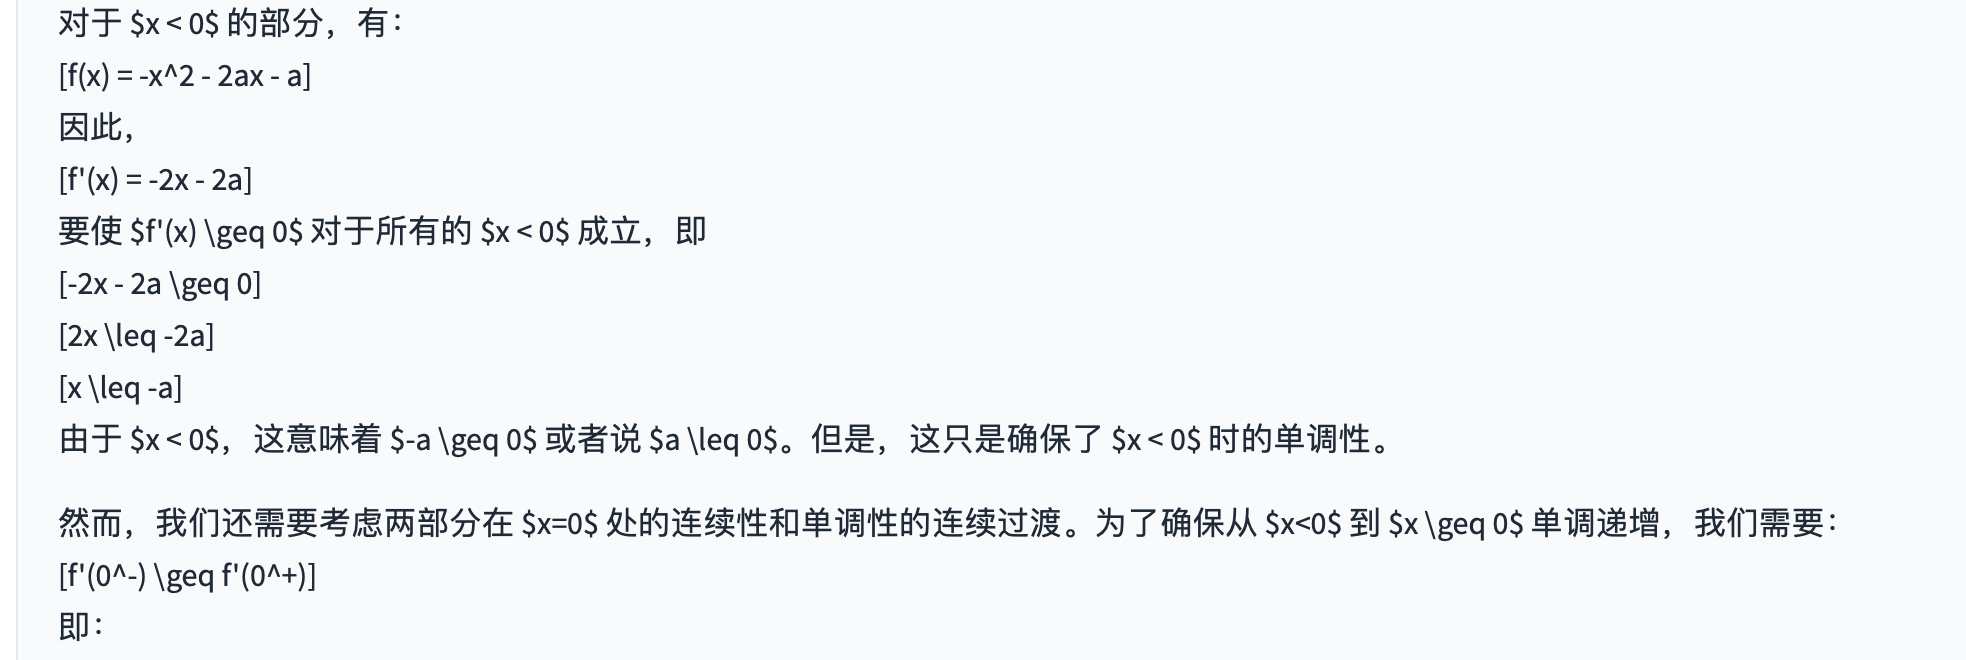 对于 $x < 0$ 的部分，有：
[f(x) = -x^2 - 2ax - a]
因此，
[f'(x) = -2x - 2a]
要使 $f'(x) \geq 0$ 对于所有的 $x < 0$ 成立，即
[-2x - 2a \geq 0]
[2x \leq -2a]
[x \leq -a]
由于 $x < 0$，这意味着 $-a \geq 0$ 或者说 $a \leq 0$。但是，这只是确保了 $x < 0$ 时的单调性。
然而，我们还需要考虑两部分在 $x=0$ 处的连续性和单调性的连续过渡。为了确保从 $x<0$ 到 $x \geq 0$ 单调递增，我们需要：
[f'(0^-) \geq f'(0^+)]
即：